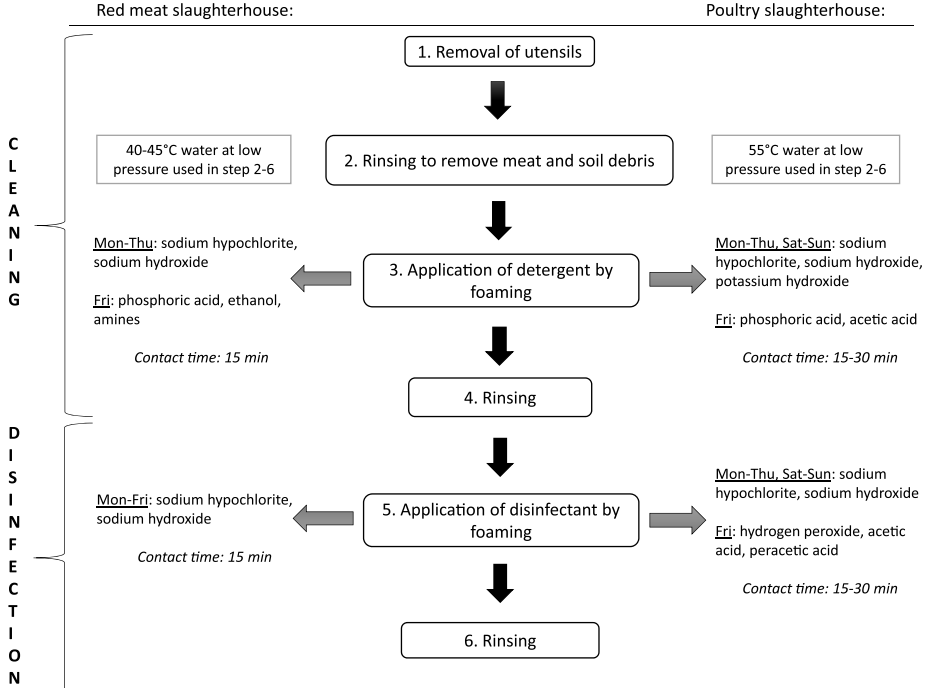 Red meat slaughterhouse:
Poultry slaughterhouse:
CLEANING
1. Removal of utensils
40-45°C water at low
pressure used in step 2-6
2. Rinsing to remove meat and soil debris
55°C water at low
pressure used in step 2-6
Mon-Thu: sodium hypochlorite,
sodium hydroxide
Fri: phosphoric acid, ethanol,
amines
Contact time: 15 min
3. Application of detergent by
foaming
Mon-Thu, Sat-Sun: sodium
hypochlorite, sodium hydroxide,
potassium hydroxide
Fri: phosphoric acid, acetic acid
Contact time: 15-30 min
4. Rinsing
DISINFECTION
Mon-Fri: sodium hypochlorite,
sodium hydroxide
Contact time: 15 min
5. Application of disinfectant by
foaming
Mon-Thu, Sat-Sun: sodium
hypochlorite, sodium hydroxide
Fri: hydrogen peroxide, acetic
acid, peracetic acid
Contact time: 15-30 min
6. Rinsing